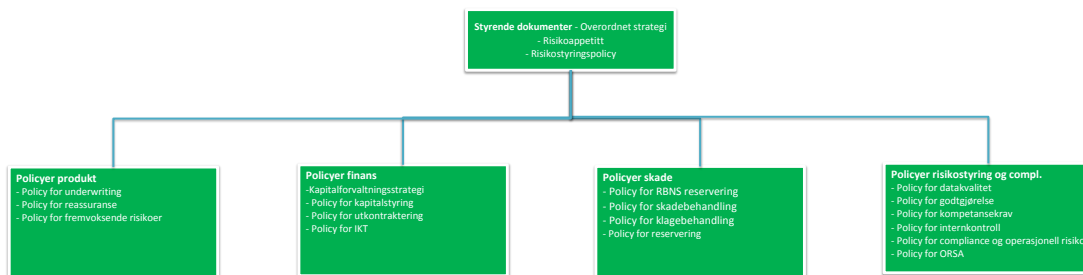 Styrende dokumenter - Overordnet strategi
- Risikoappetitt
- Risikostyringspolicy
Policyer produkt
- Policy for underwriting
- Policy for reassuranse
- Policy for fremvoksende risikoer
Policyer finans
-Kapitalforvaltningsstrategi
- Policy for kapitalstyring
- Policy for utkontraktering
- Policy for IKT
Policyer skade
- Policy for RBNS reservering
- Policy for skadebehandling
- Policy for klagebehandling
- Policy for reservering
Policyer risikostyring og compl.
- Policy for datakvalitet
- Policy for godtgjørelse
- Policy for kompetansekrav
- Policy for internkontroll
- Policy for compliance og operasjonell risiko
- Policy for ORSA